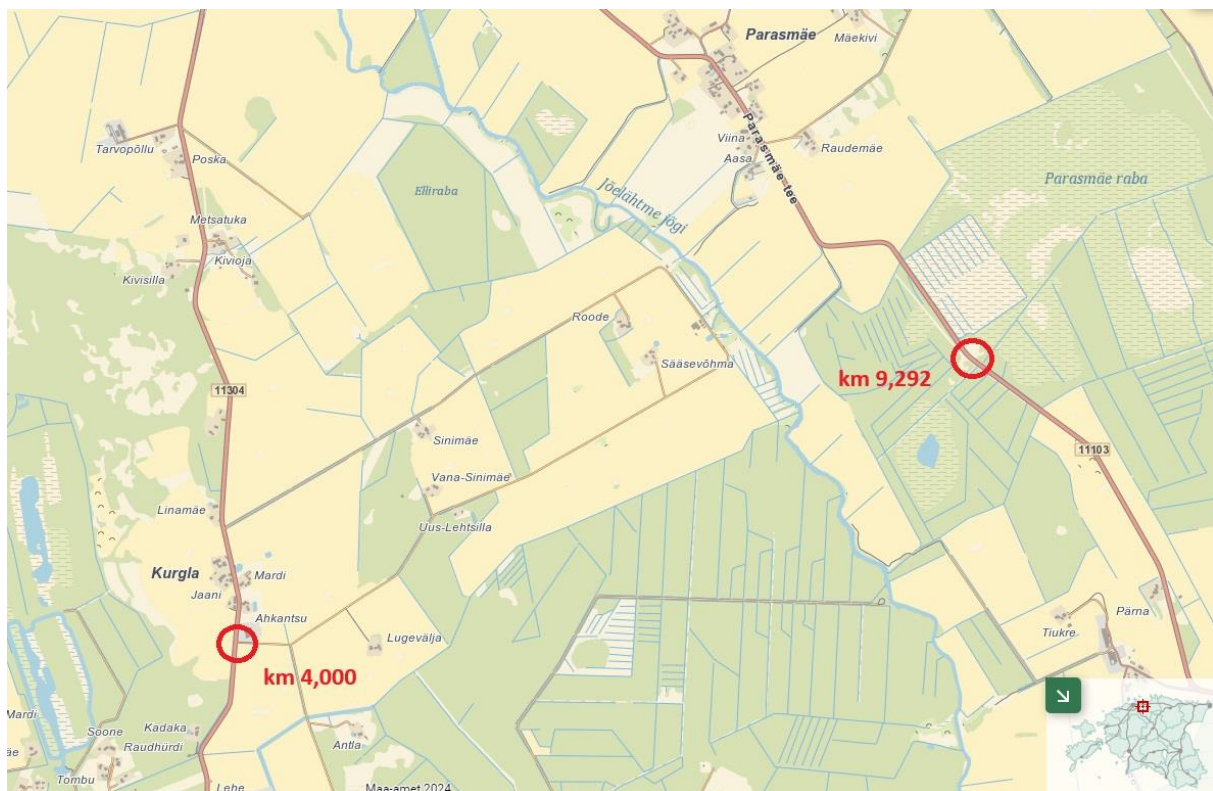 Parasmäe
Mäekivi
Tarvopõllu
Poska
Viina
Aasa
Parasmäe tee
Raudemäe
Elliraba
Jõelähtme jõgi
Parasmäe raba
Metsatuka
Kivioja
Kivisilla
Roode
Sääsevõhma
km 9,292
11304
Sinimäe
11103
Vana-Sinimäe
Linamäe
Uus-Lehtsilla
Kurgla
Mardi
Jaani
Ahkantsu
Lugevälja
km 4,000
Pärna
Tiukre
Mardi
Soone
Kadaka
Raudhürdi
Antla
Tombu
Lehe
Maa-amet 2024